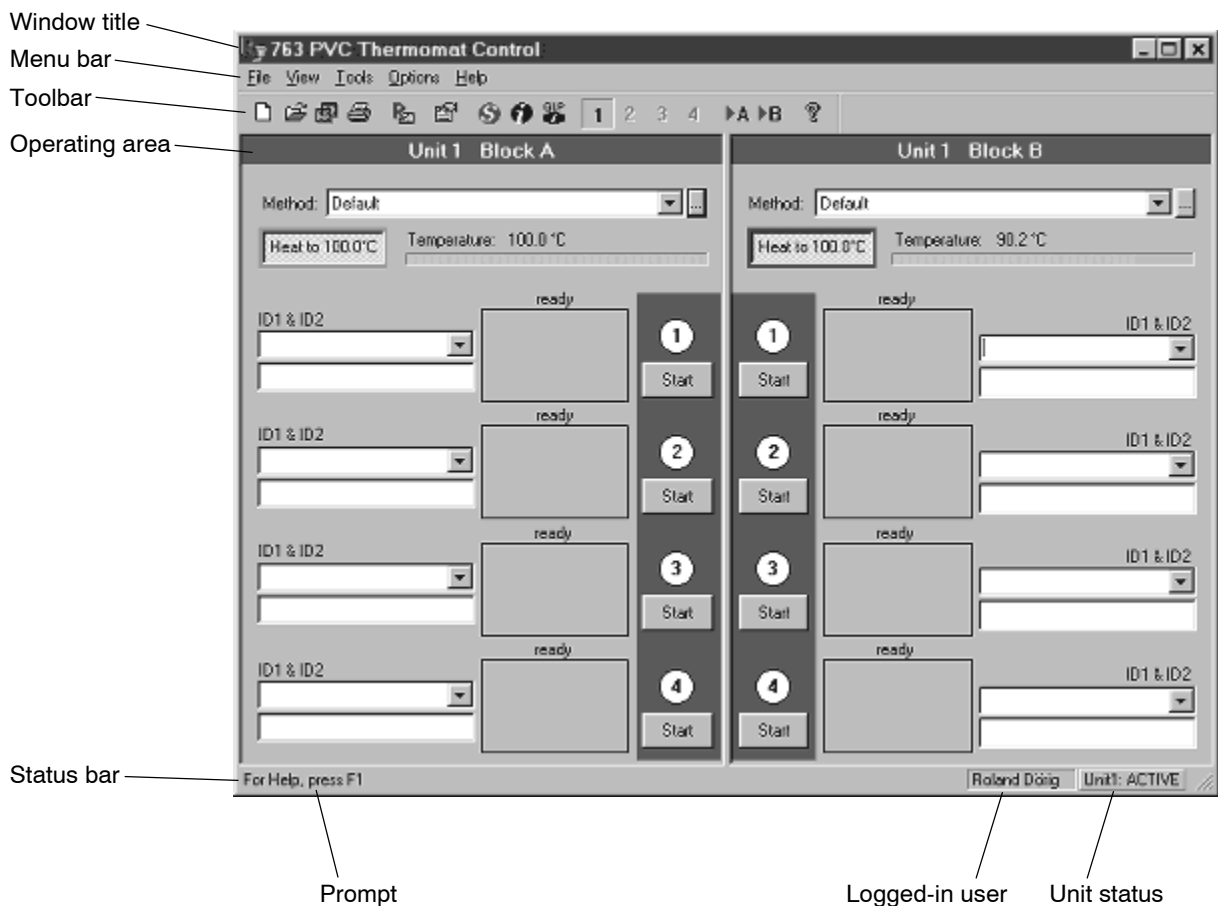 Window title
763 PVC Thermomat Control
Menu bar
File View Tools Options Help
Toolbar
GLP
1 2 3 4 A B ?
Operating area
Unit 1 Block A
Unit 1 Block B
Method: Default ...
Method: Default ...
Heat to 100.0°C
Temperature: 100.0 °C
Heat to 100.0°C
Temperature: 90.2 °C
ID1 & ID2
ready
1
Start
1
Start
ready
ID1 & ID2
ID1 & ID2
ready
2
Start
2
Start
ready
ID1 & ID2
ID1 & ID2
ready
3
Start
3
Start
ready
ID1 & ID2
ID1 & ID2
ready
4
Start
4
Start
ready
ID1 & ID2
Status bar
For Help, press F1
Roland Dörig
Unit1: ACTIVE
Prompt
Logged-in user
Unit status